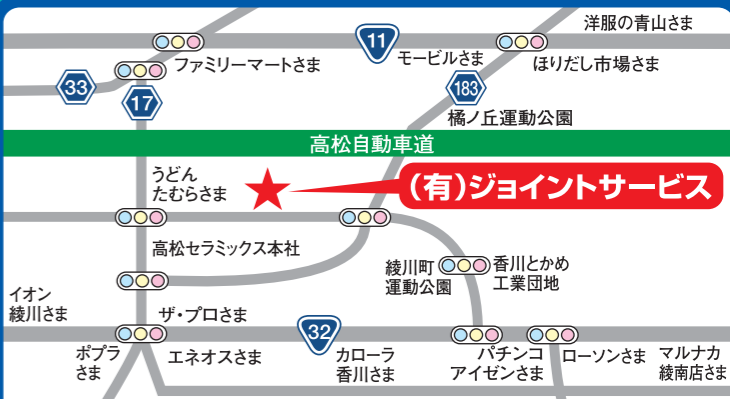 洋服の青山さま
11
モービルさま
ファミリーマートさま
ほりだし市場さま
33
17
183
橘ノ丘運動公園
高松自動車道
うどん
たむらさま
(有)ジョイントサービス
高松セラミックス本社
綾川町
運動公園
香川とかめ
工業団地
イオン
綾川さま
ザ・プロさま
32
ポプラ
さま
エネオスさま
カローラ
香川さま
パチンコ
アイゼンさま
ローソンさま
マルナカ
綾南店さま